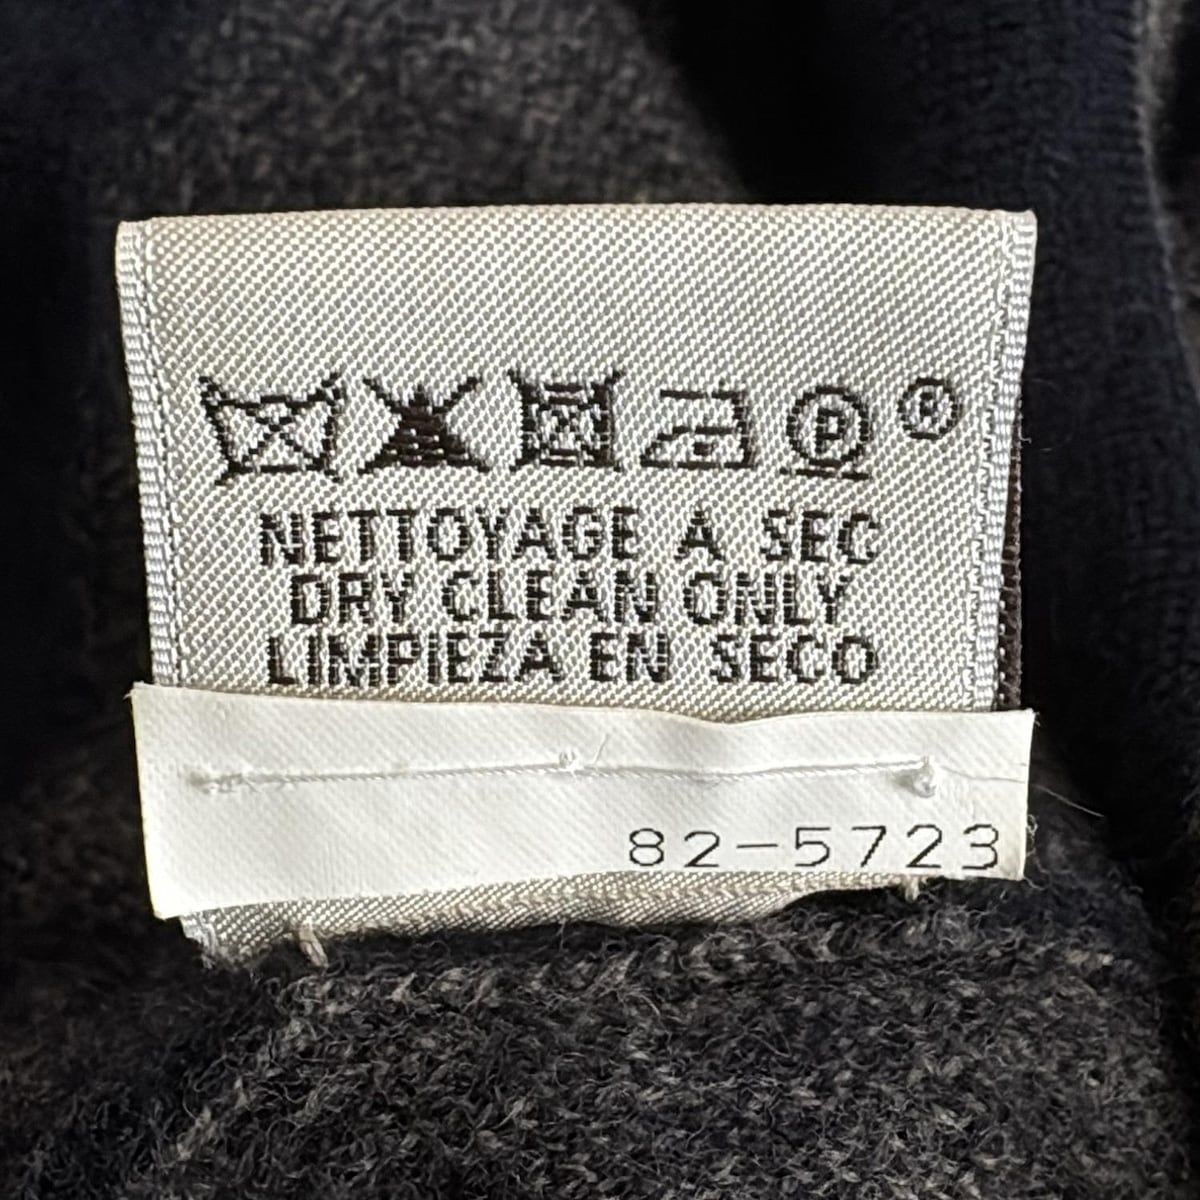 P ®
NETTOYAGE A SEC
DRY CLEAN ONLY
LIMPIEZA EN SECO
82-5723